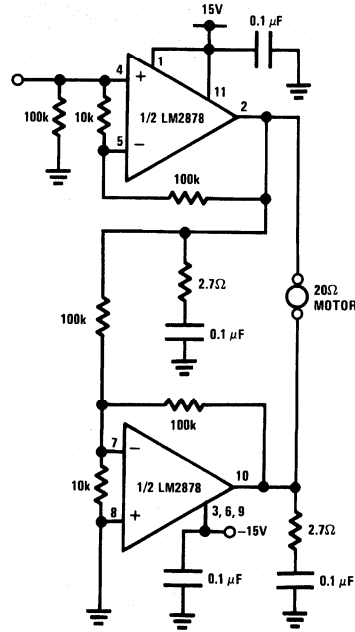 15V
0.1 μF
4
+
1
100k
10k
1/2 LM2878
2
11
5
−
100k
2.7Ω
20Ω
MOTOR
0.1 μF
100k
100k
7
−
1/2 LM2878
10
10k
8
+
3, 6, 9
−15V
2.7Ω
0.1 μF
0.1 μF